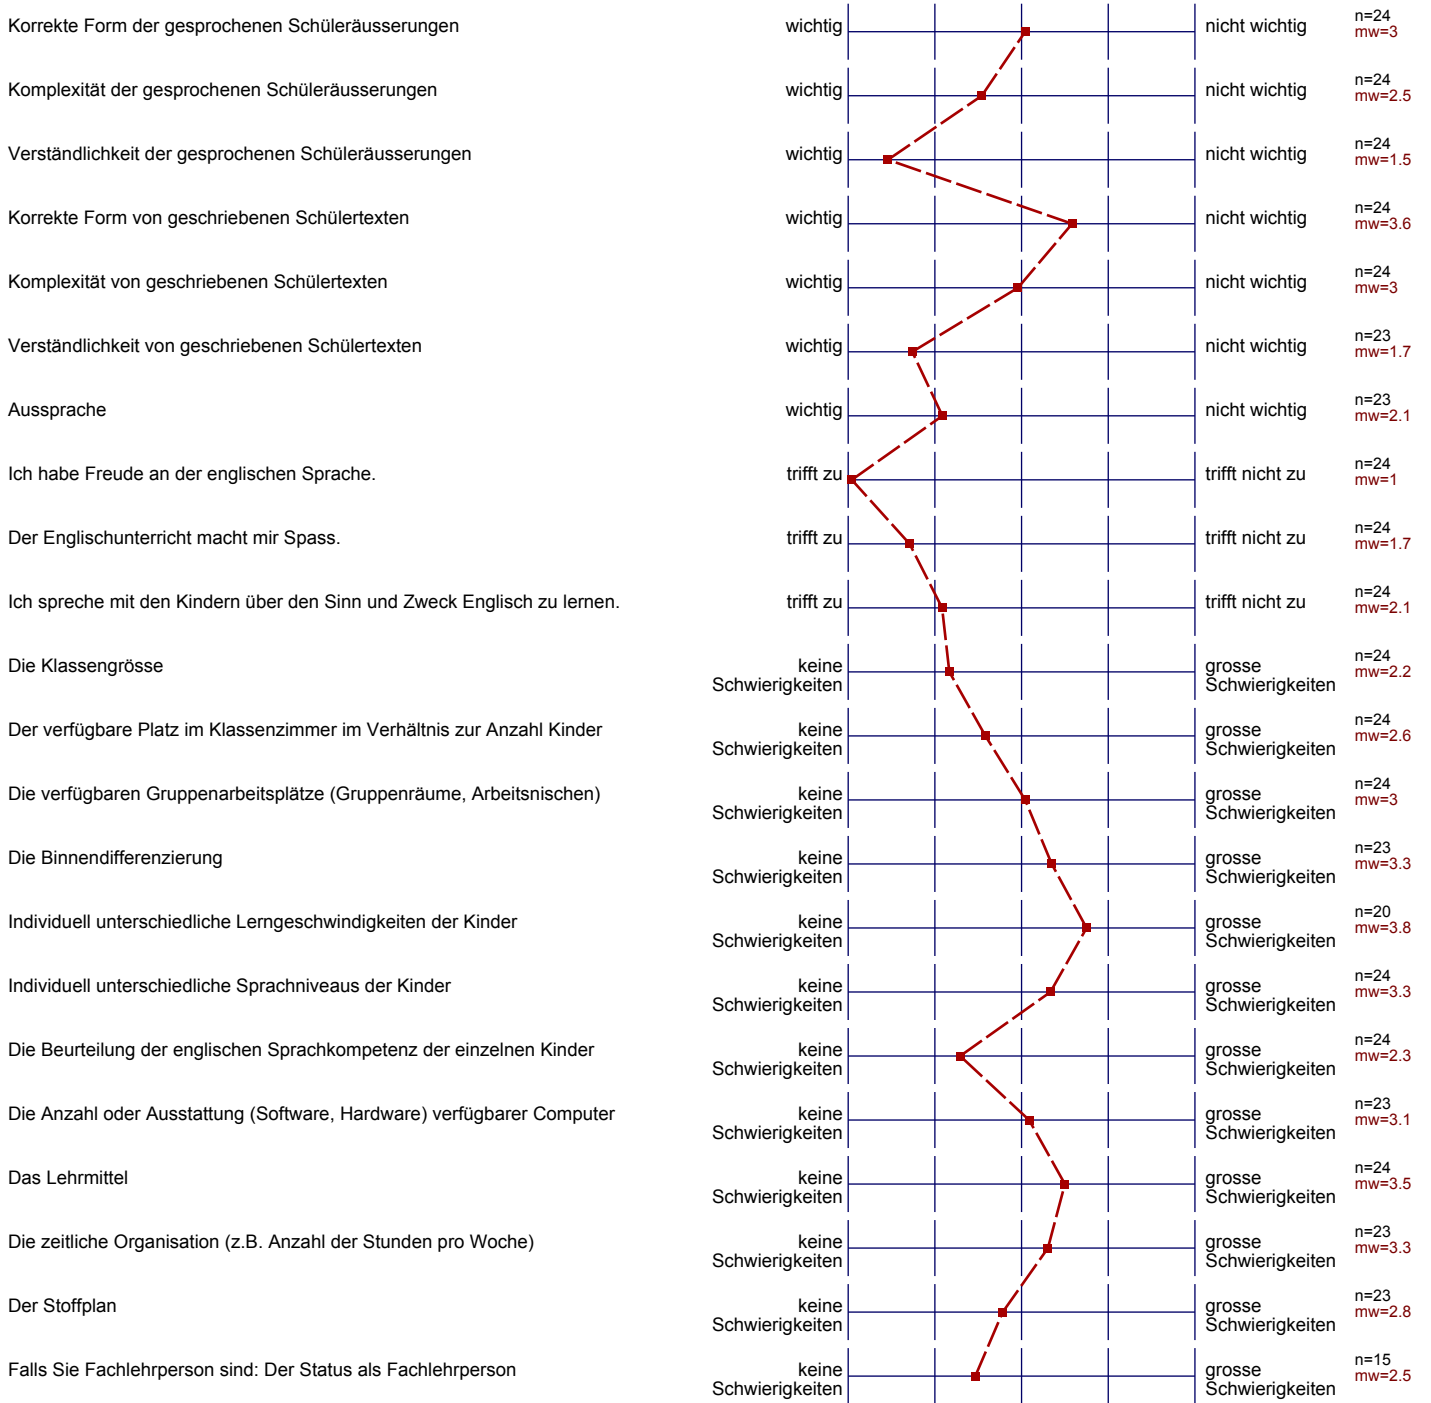 Korrekte Form der gesprochenen Schüleräusserungen wichtig nicht wichtig n=24
mw=3
Komplexität der gesprochenen Schüleräusserungen wichtig nicht wichtig n=24
mw=2.5
Verständlichkeit der gesprochenen Schüleräusserungen wichtig nicht wichtig n=24
mw=1.5
Korrekte Form von geschriebenen Schülertexten wichtig nicht wichtig n=24
mw=3.6
Komplexität von geschriebenen Schülertexten wichtig nicht wichtig n=24
mw=3
Verständlichkeit von geschriebenen Schülertexten wichtig nicht wichtig n=23
mw=1.7
Aussprache wichtig nicht wichtig n=23
mw=2.1
Ich habe Freude an der englischen Sprache. trifft zu trifft nicht zu n=24
mw=1
Der Englischunterricht macht mir Spass. trifft zu trifft nicht zu n=24
mw=1.7
Ich spreche mit den Kindern über den Sinn und Zweck Englisch zu lernen. trifft zu trifft nicht zu n=24
mw=2.1
Die Klassengrösse keine grosse n=24
Schwierigkeiten Schwierigkeiten mw=2.2
Der verfügbare Platz im Klassenzimmer im Verhältnis zur Anzahl Kinder keine grosse n=24
Schwierigkeiten Schwierigkeiten mw=2.6
Die verfügbaren Gruppenarbeitsplätze (Gruppenräume, Arbeitsnischen) keine grosse n=24
Schwierigkeiten Schwierigkeiten mw=3
Die Binnendifferenzierung keine grosse n=23
Schwierigkeiten Schwierigkeiten mw=3.3
Individuell unterschiedliche Lerngeschwindigkeiten der Kinder keine grosse n=20
Schwierigkeiten Schwierigkeiten mw=3.8
Individuell unterschiedliche Sprachniveaus der Kinder keine grosse n=24
Schwierigkeiten Schwierigkeiten mw=3.3
Die Beurteilung der englischen Sprachkompetenz der einzelnen Kinder keine grosse n=24
Schwierigkeiten Schwierigkeiten mw=2.3
Die Anzahl oder Ausstattung (Software, Hardware) verfügbarer Computer keine grosse n=23
Schwierigkeiten Schwierigkeiten mw=3.1
Das Lehrmittel keine grosse n=24
Schwierigkeiten Schwierigkeiten mw=3.5
Die zeitliche Organisation (z.B. Anzahl der Stunden pro Woche) keine grosse n=23
Schwierigkeiten Schwierigkeiten mw=3.3
Der Stoffplan keine grosse n=23
Schwierigkeiten Schwierigkeiten mw=2.8
Falls Sie Fachlehrperson sind: Der Status als Fachlehrperson keine grosse n=15
Schwierigkeiten Schwierigkeiten mw=2.5